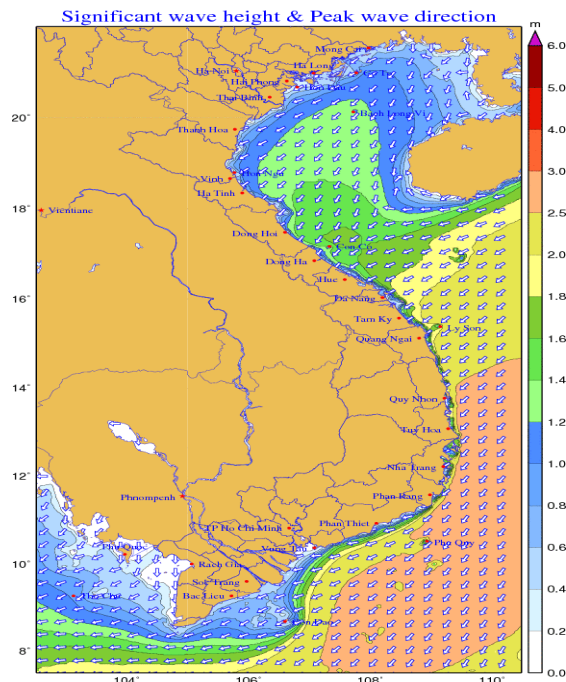 Significant wave height & Peak wave direction
m
Mong Cai
Ha Long
Ha Noi
Co To
Hai Phong
Hon Dau
Thai Binh
Bach Long Vi
Thanh Hoa
Hon Ngu
Vinh
Ha Tinh
Vientiane
Dong Hoi
Con Co
Dong Ha
Hue
Da Nang
Tam Ky
Ly Son
Quang Ngai
Quy Nhon
Tuy Hoa
Nha Trang
Phnompenh
Phan Rang
TP Ho Chi Minh
Phan Thiet
Phu Quy
Vung Tau
Phu Quoc
Rach Gia
Soc Trang
Tho Chu
Bac Lieu
Con Dao
20°
18°
16°
14°
12°
10°
8°
104°
106°
108°
110°
6.0
5.0
4.0
3.0
2.5
2.0
1.8
1.6
1.4
1.2
1.0
0.8
0.6
0.4
0.2
0.0